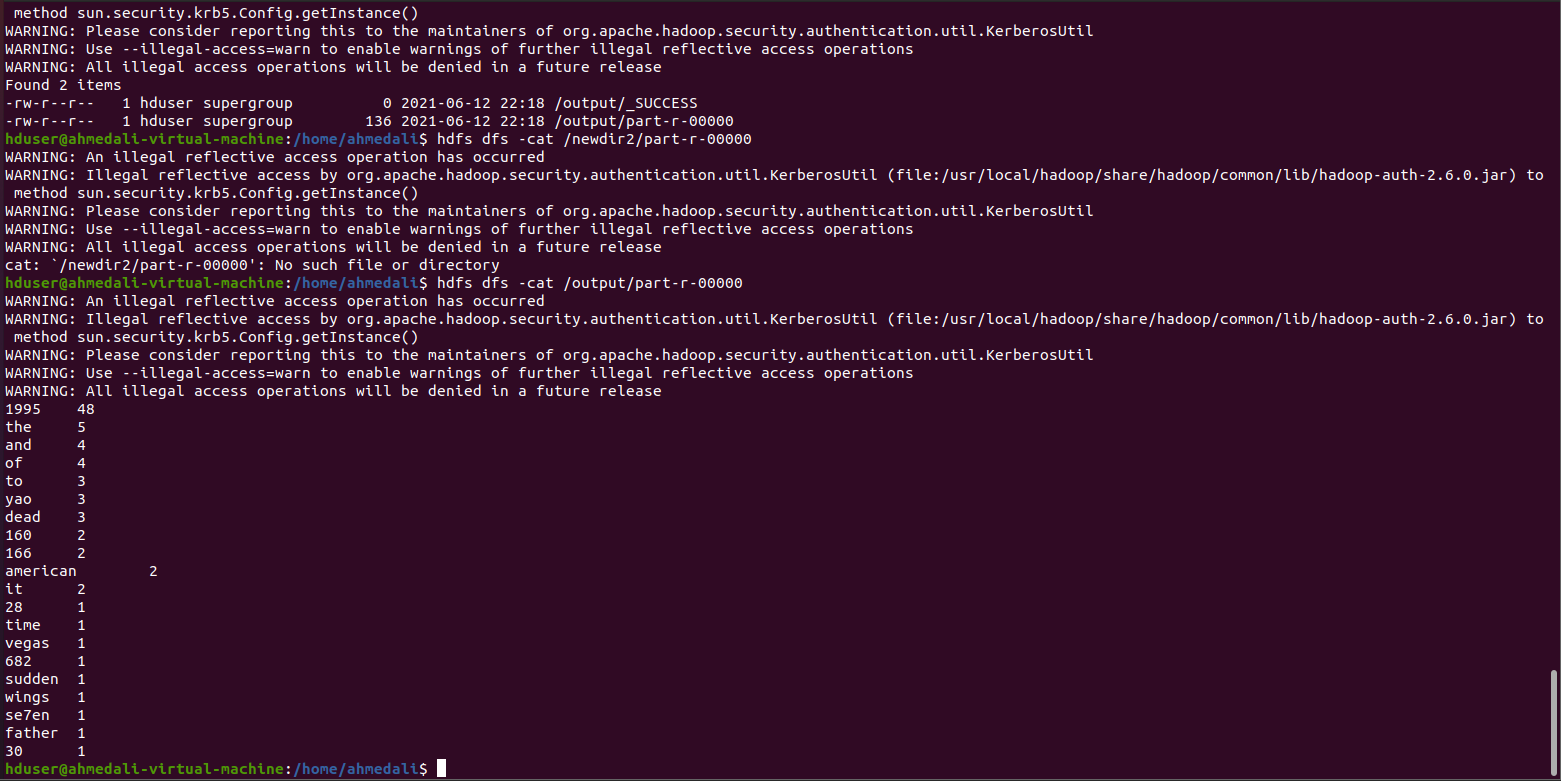 method sun.security.krb5.Config.getInstance()
WARNING: Please consider reporting this to the maintainers of org.apache.hadoop.security.authentication.util.KerberosUtil
WARNING: Use --illegal-access=warn to enable warnings of further illegal reflective access operations
WARNING: All illegal access operations will be denied in a future release
Found 2 items
-rw-r--r--   1 hduser supergroup          0 2021-06-12 22:18 /output/_SUCCESS
-rw-r--r--   1 hduser supergroup        136 2021-06-12 22:18 /output/part-r-00000
hduser@ahmedali-virtual-machine:/home/ahmedali$ hdfs dfs -cat /newdir2/part-r-00000
WARNING: An illegal reflective access operation has occurred
WARNING: Illegal reflective access by org.apache.hadoop.security.authentication.util.KerberosUtil (file:/usr/local/hadoop/share/hadoop/common/lib/hadoop-auth-2.6.0.jar) to
 method sun.security.krb5.Config.getInstance()
WARNING: Please consider reporting this to the maintainers of org.apache.hadoop.security.authentication.util.KerberosUtil
WARNING: Use --illegal-access=warn to enable warnings of further illegal reflective access operations
WARNING: All illegal access operations will be denied in a future release
cat: `/newdir2/part-r-00000': No such file or directory
hduser@ahmedali-virtual-machine:/home/ahmedali$ hdfs dfs -cat /output/part-r-00000
WARNING: An illegal reflective access operation has occurred
WARNING: Illegal reflective access by org.apache.hadoop.security.authentication.util.KerberosUtil (file:/usr/local/hadoop/share/hadoop/common/lib/hadoop-auth-2.6.0.jar) to
 method sun.security.krb5.Config.getInstance()
WARNING: Please consider reporting this to the maintainers of org.apache.hadoop.security.authentication.util.KerberosUtil
WARNING: Use --illegal-access=warn to enable warnings of further illegal reflective access operations
WARNING: All illegal access operations will be denied in a future release
1995    48
the     5
and     4
of      4
to      3
yao     3
dead    3
160     2
166     2
american        2
it      2
28      1
time    1
vegas   1
682     1
sudden  1
wings   1
se7en   1
father  1
30      1
hduser@ahmedali-virtual-machine:/home/ahmedali$